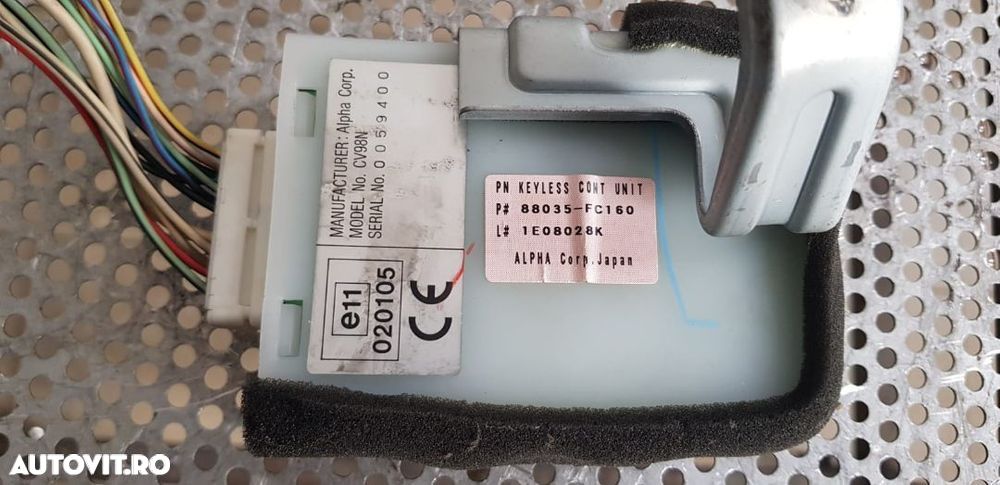 MANUFACTURER: Alpha Corp.
MODEL No. CV98N
SERIAL No. 0059400
e11
020105
CE
PN KEYLESS CONT UNIT
P# 88035-FC160
L# 1E08028K
ALPHA Corp. Japan
AUTOVIT.RO